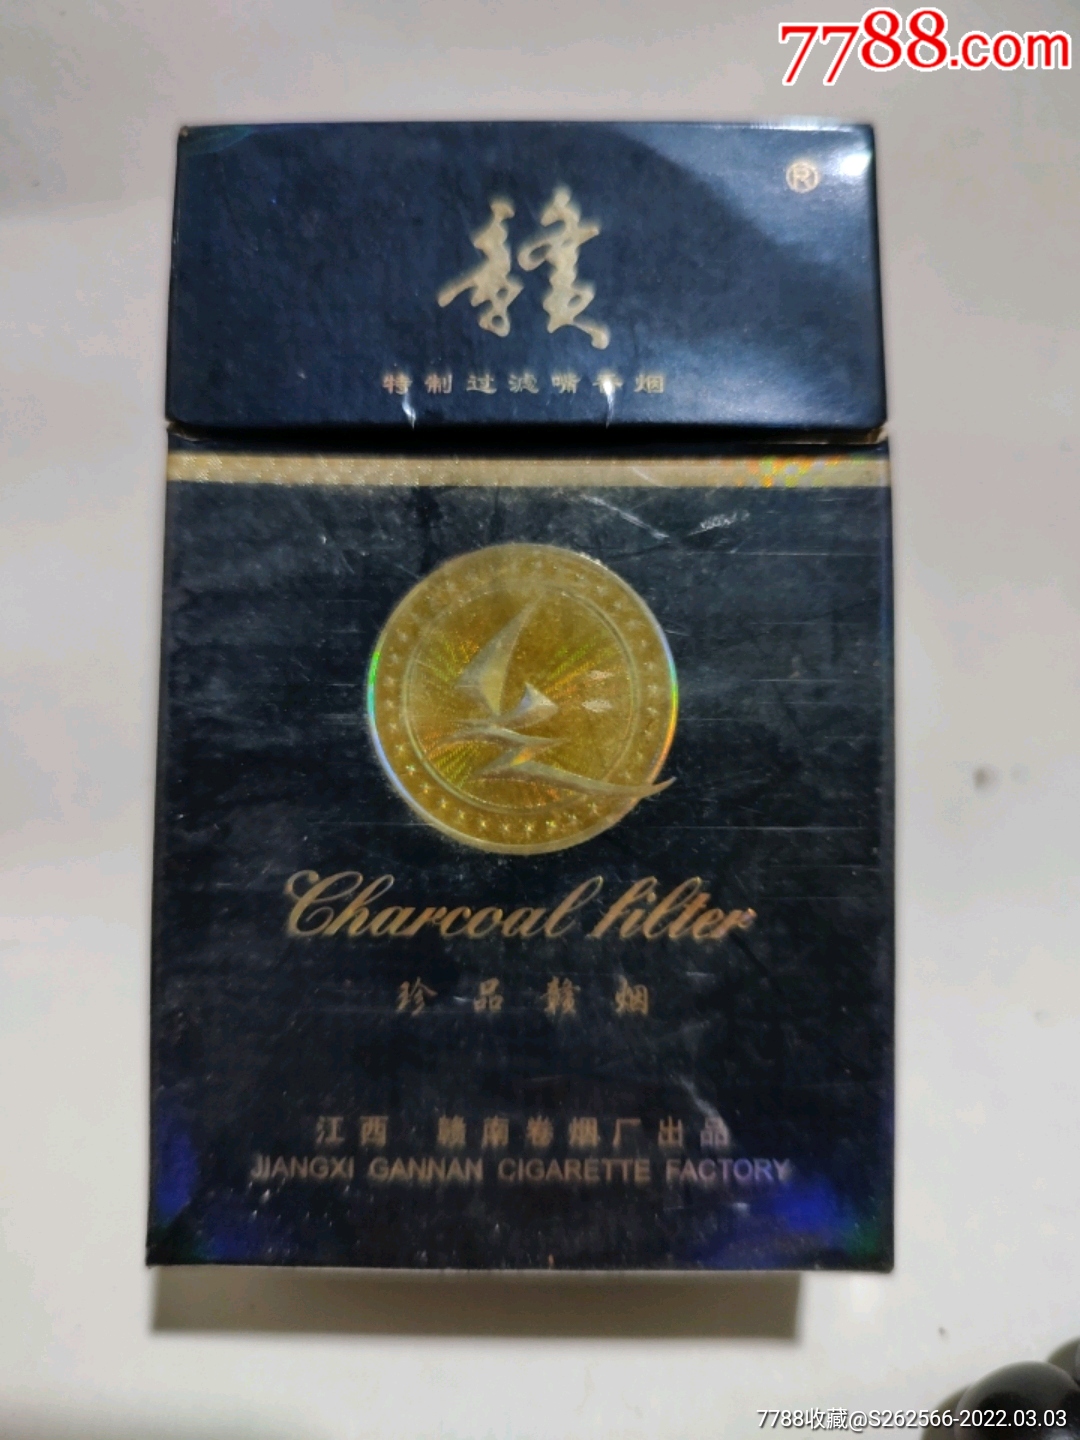 7788.com
®
赣
特制过滤嘴香烟
Charcoal filter
珍品赣烟
江西 赣南卷烟厂出品
JIANGXI GANNAN CIGARETTE FACTORY
7788收藏@S262566-2022.03.03